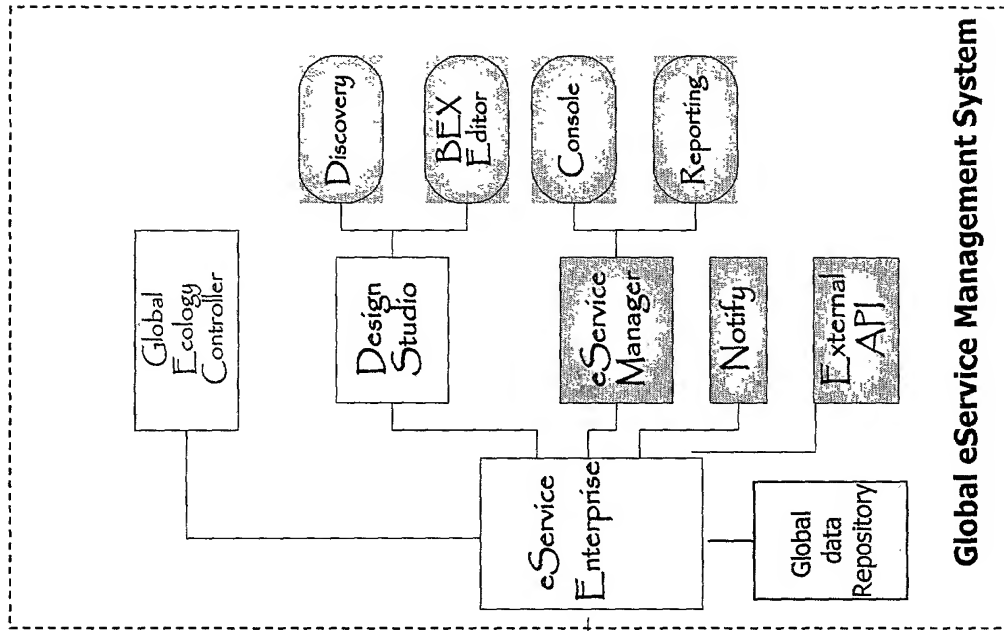 Global
Ecology
Controller
Discovery
BEX
Editor
Console
Reporting
Design
Studio
eService
Manager
Notify
External
API
eService
Enterprise
Global
data
Repository
Global eService Management System